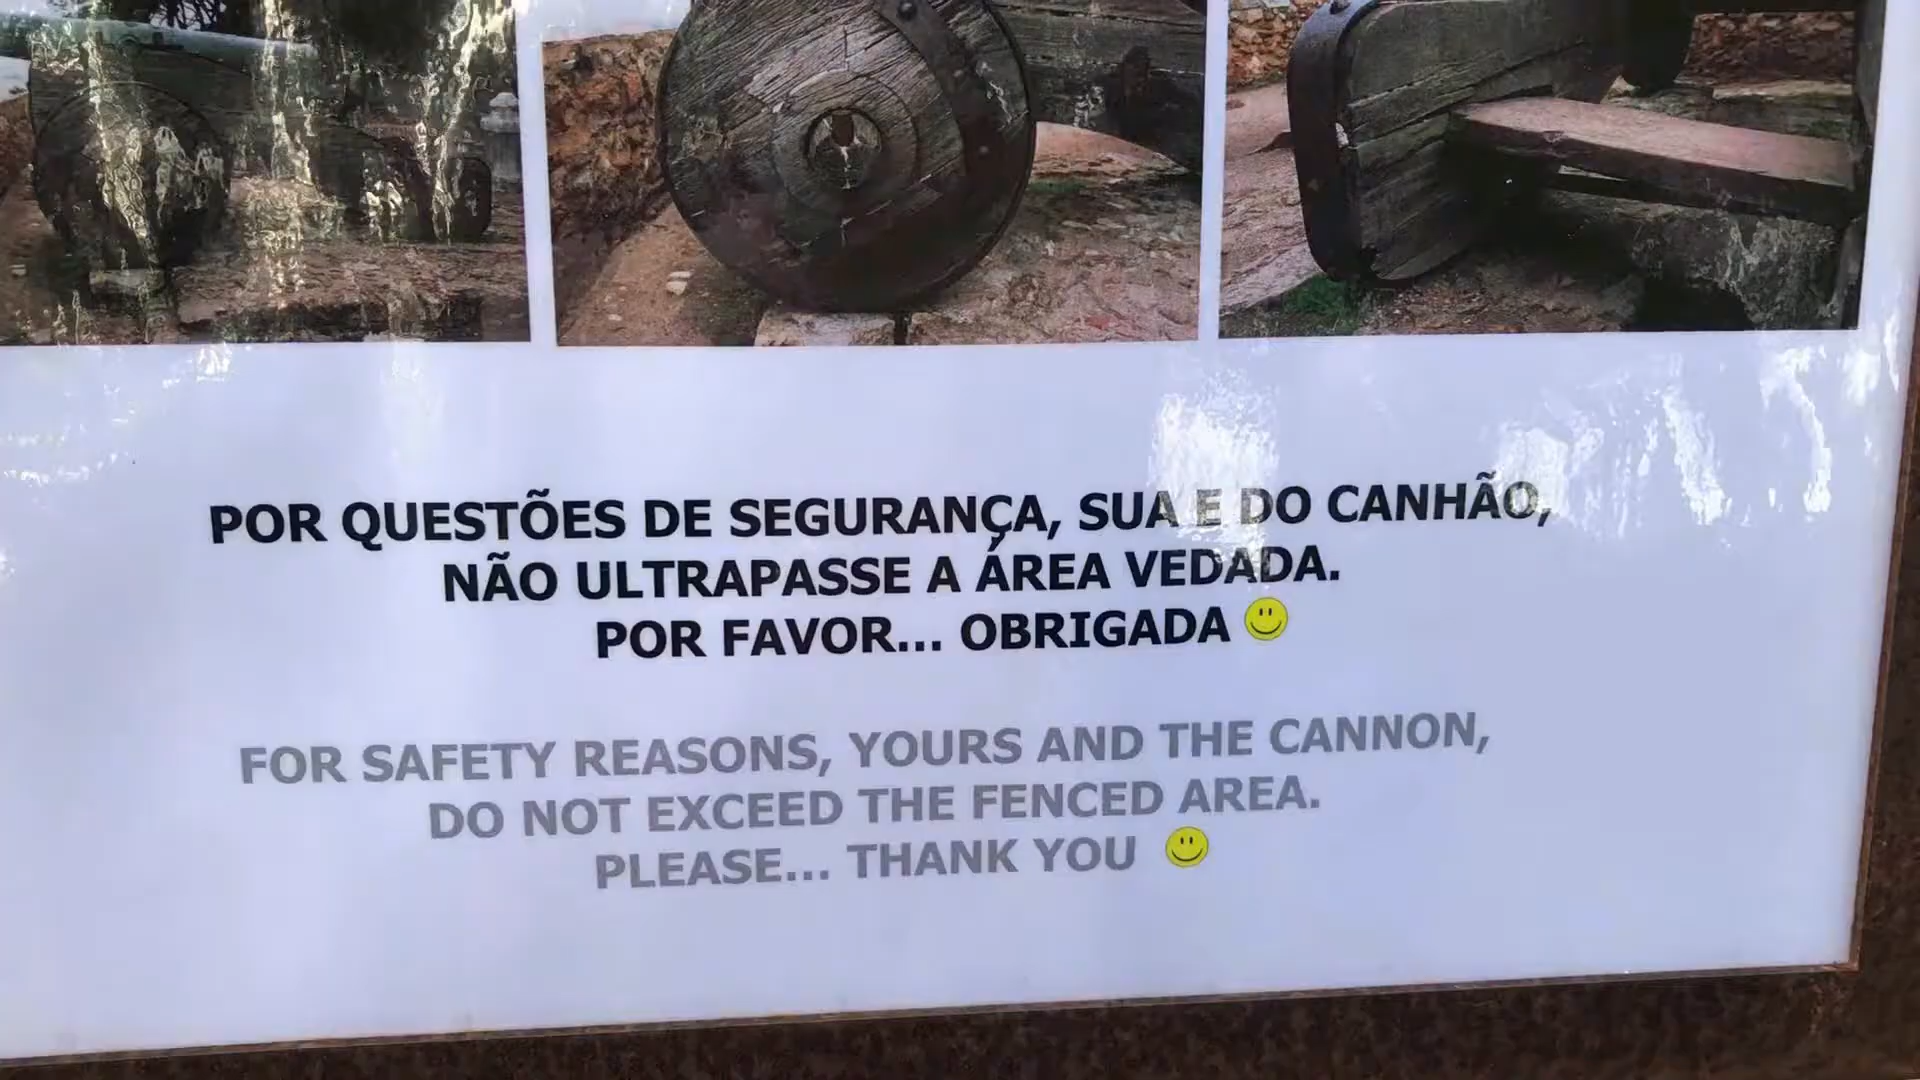 POR QUESTÕES DE SEGURANÇA, SUA E DO CANHÃO,
NÃO ULTRAPASSE A ÁREA VEDADA.
POR FAVOR... OBRIGADA
FOR SAFETY REASONS, YOURS AND THE CANNON,
DO NOT EXCEED THE FENCED AREA.
PLEASE... THANK YOU